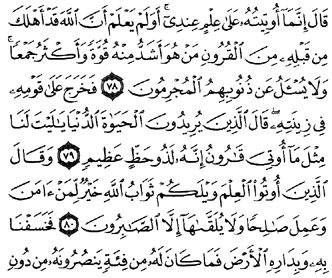 قَالَ إِنَّمَآ أُوتِيتُهُۥ عَلَىٰ عِلْمٍ عِندِىٓ ۚ أَوَلَمْ يَعْلَمْ أَنَّ ٱللَّهَ قَدْ أَهْلَكَ
مِن قَبْلِهِۦ مِنَ ٱلْقُرُونِ مَنْ هُوَ أَشَدُّ مِنْهُ قُوَّةً وَأَكْثَرُ جَمْعًا ۚ
وَلَا يُسْـَٔلُ عَن ذُنُوبِهِمُ ٱلْمُجْرِمُونَ ۝٧٨ فَخَرَجَ عَلَىٰ قَوْمِهِۦ
فِى زِينَتِهِۦ ۖ قَالَ ٱلَّذِينَ يُرِيدُونَ ٱلْحَيَوٰةَ ٱلدُّنْيَا يَـٰلَيْتَ لَنَا
مِثْلَ مَآ أُوتِىَ قَـٰرُونُ إِنَّهُۥ لَذُو حَظٍّ عَظِيمٍ ۝٧٩ وَقَالَ
ٱلَّذِينَ أُوتُوا۟ ٱلْعِلْمَ وَيْلَكُمْ ثَوَابُ ٱللَّهِ خَيْرٌ لِّمَنْ ءَامَنَ
وَعَمِلَ صَـٰلِحًا وَلَا يُلَقَّىٰهَآ إِلَّا ٱلصَّـٰبِرُونَ ۝٨٠ فَخَسَفْنَا
بِهِۦ وَبِدَارِهِ ٱلْأَرْضَ فَمَا كَانَ لَهُۥ مِن فِئَةٍ يَنصُرُونَهُۥ مِن دُونِ